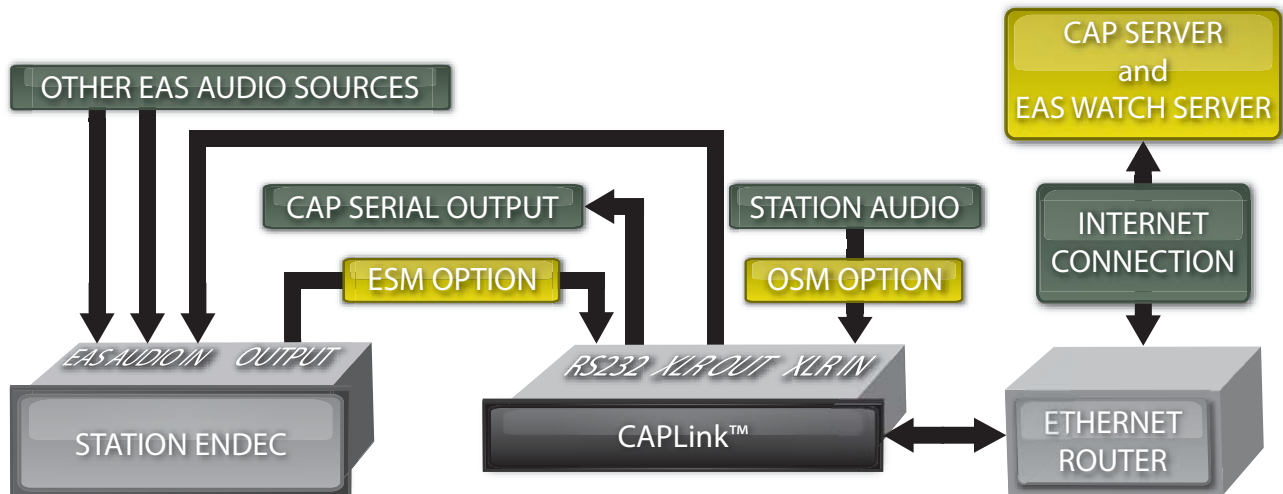 CAP SERVER
and
EAS WATCH SERVER
OTHER EAS AUDIO SOURCES
CAP SERIAL OUTPUT
STATION AUDIO
INTERNET
CONNECTION
ESM OPTION
OSM OPTION
EAS AUDIO IN
OUTPUT
RS232
XLR OUT
XLR IN
STATION ENDEC
CAPLink™
ETHERNET
ROUTER